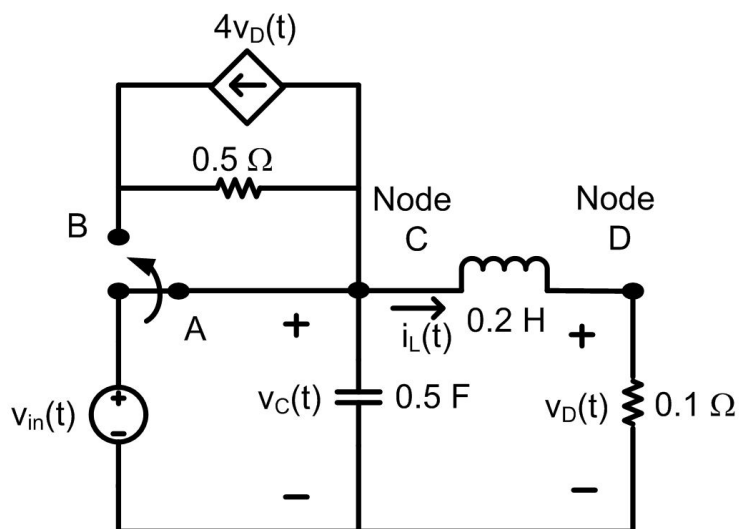 4v_D(t)
0.5 Ω
Node
C
Node
D
B
A
i_L(t)
0.2 H
+
+
v_in(t)
+
-
v_C(t)
0.5 F
v_D(t)
0.1 Ω
–
–